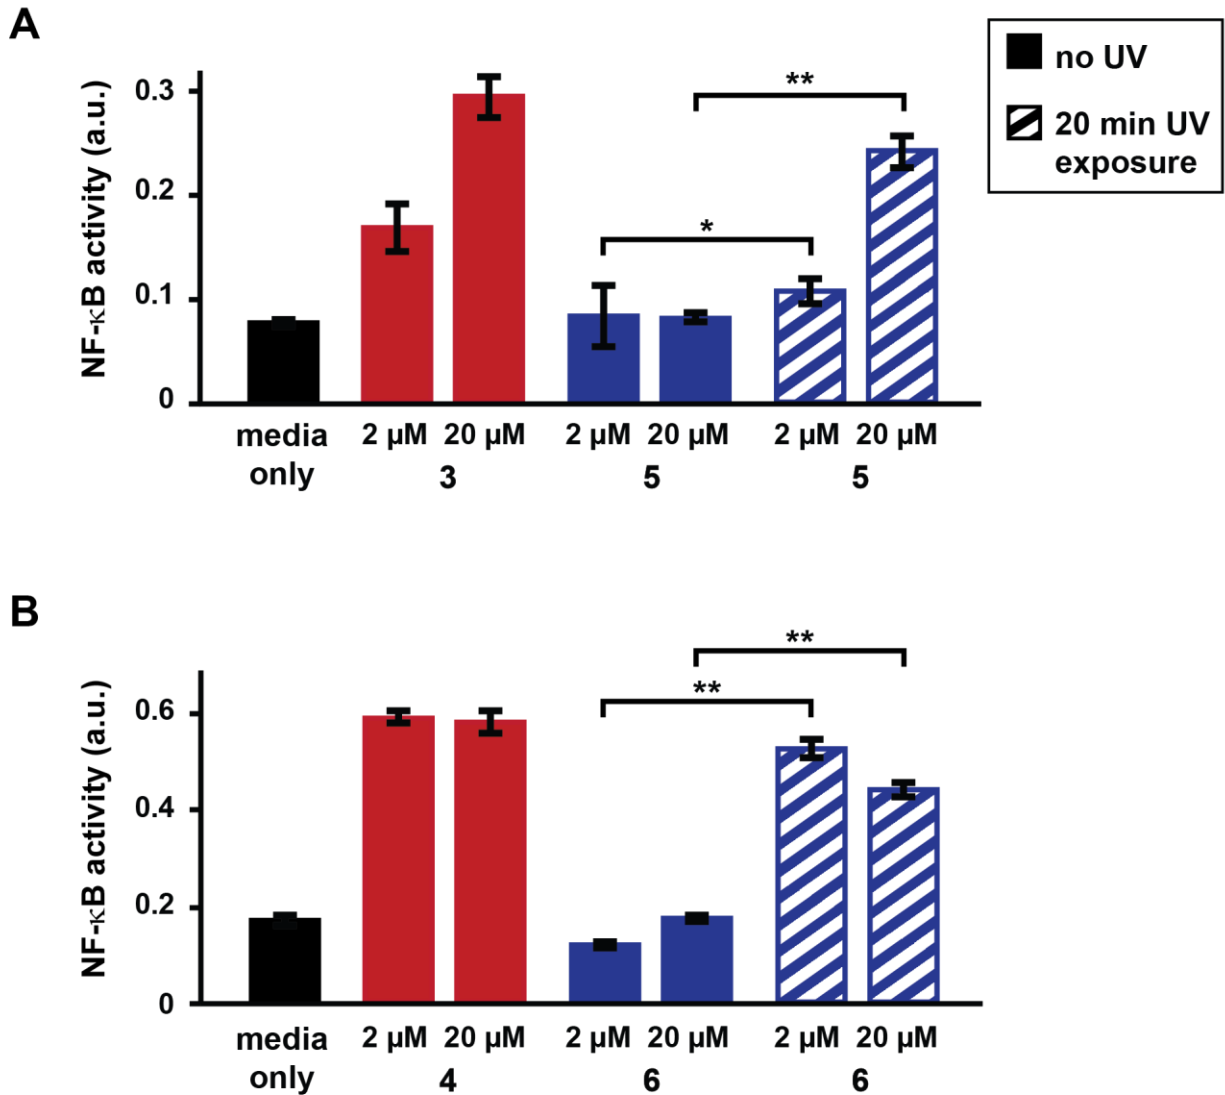 A
no UV
20 min UV
exposure
NF-κB activity (a.u.)
0.3
0.2
0.1
0
**
*
media
only
2 µM 20 µM
3
2 µM 20 µM
5
2 µM 20 µM
5
B
NF-κB activity (a.u.)
0.6
0.4
0.2
0
**
**
media
only
2 µM 20 µM
4
2 µM 20 µM
6
2 µM 20 µM
6